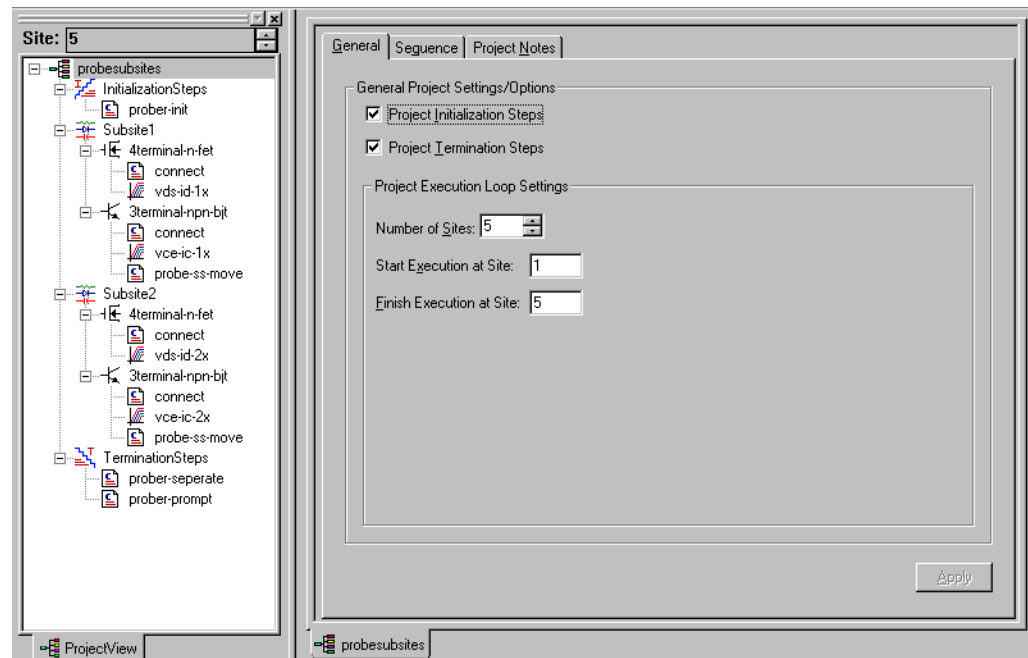 Site: 5
probesubsites
InitializationSteps
prober-init
Subsite1
4terminal-n-fet
connect
vds-id-1x
3terminal-npn-bjt
connect
vce-ic-1x
probe-ss-move
Subsite2
4terminal-n-fet
connect
vds-id-2x
3terminal-npn-bjt
connect
vce-ic-2x
probe-ss-move
TerminationSteps
prober-seperate
prober-prompt
ProjectView
General Sequence Project Notes
General Project Settings/Options
Project Initialization Steps
Project Termination Steps
Project Execution Loop Settings
Number of Sites: 5
Start Execution at Site: 1
Finish Execution at Site: 5
Apply
probesubsites